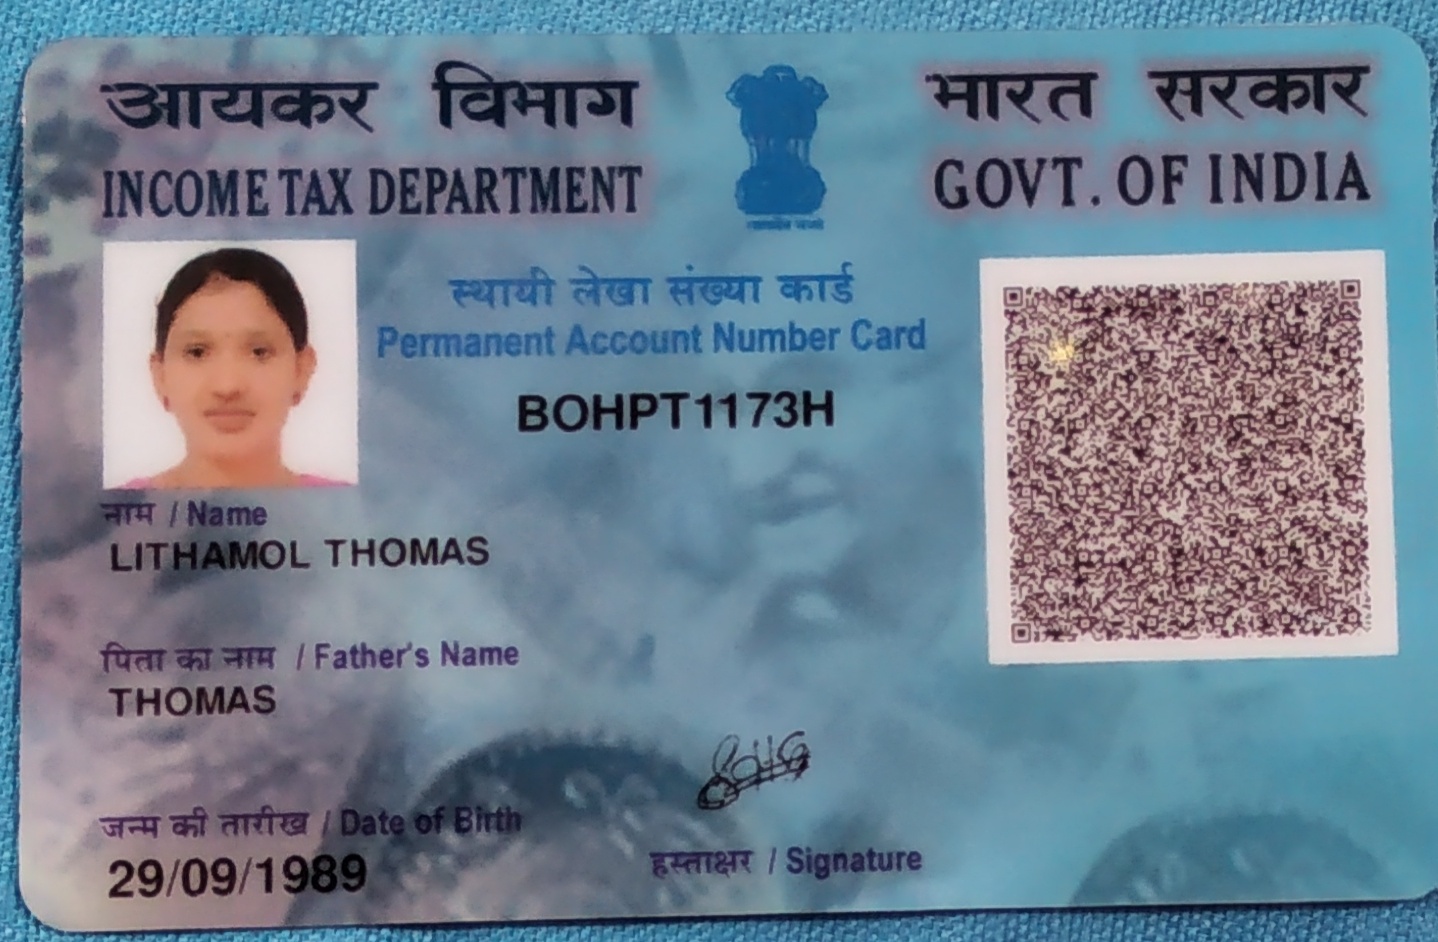 आयकर विभाग
INCOME TAX DEPARTMENT
भारत सरकार
GOVT. OF INDIA
स्थायी लेखा संख्या कार्ड
Permanent Account Number Card
BOHPT1173H
नाम / Name
LITHAMOL THOMAS
पिता का नाम / Father's Name
THOMAS
जन्म की तारीख / Date of Birth
29/09/1989
हस्ताक्षर / Signature